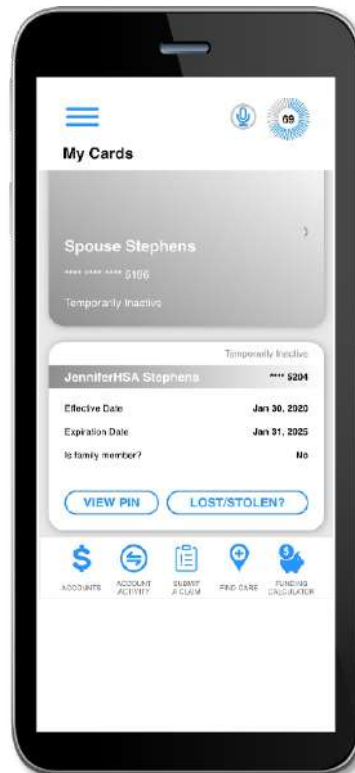 69
My Cards
Spouse Stephens
**** **** **** 5196
Temporarily Inactive
Temporarily Inactive
JenniferHSA Stephens **** 5204
Effective Date Jan 30, 2020
Expiration Date Jan 31, 2025
Is family member? No
VIEW PIN LOST/STOLEN?
ACCOUNTS ACCOUNT ACTIVITY SUBMIT A CLAIM FIND CARE FUNDING CALCULATOR